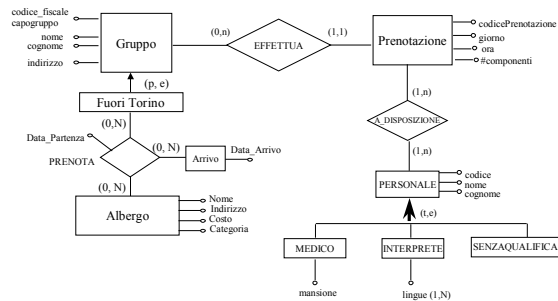 codice_fiscale
capogruppo
nome
cognome
indirizzo
Gruppo
(0,n)
EFFETTUA
(1,1)
Prenotazione
codicePrenotazione
giorno
ora
#componenti
(p, e)
Fuori Torino
(0,N)
Data_Partenza
PRENOTA
(0, N)
Arrivo
Data_Arrivo
(0, N)
Albergo
Nome
Indirizzo
Costo
Categoria
(1,n)
A_DISPOSIZIONE
(1,n)
PERSONALE
codice
nome
cognome
(t,e)
MEDICO
INTERPRETE
SENZAQUALIFICA
mansione
lingue (1,N)